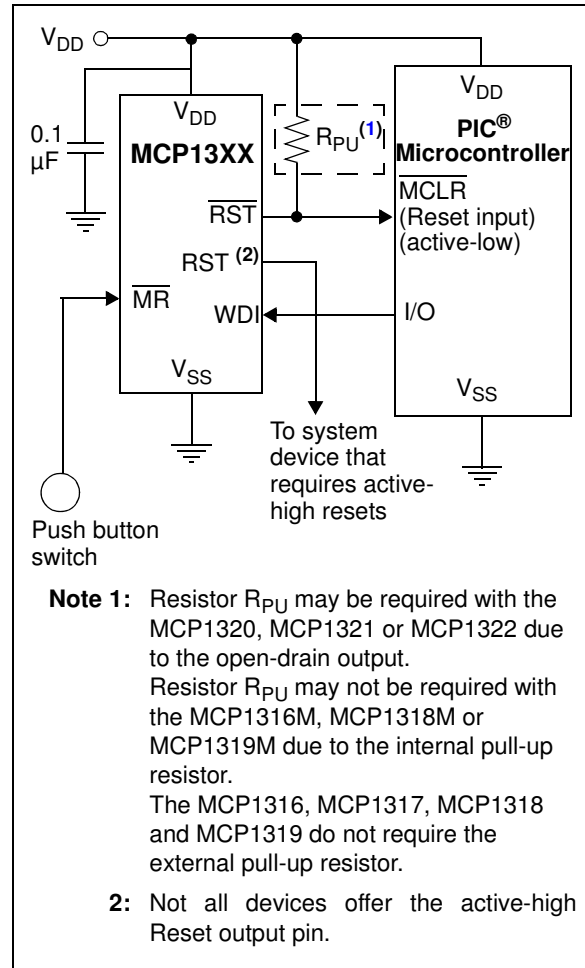 VDD
VDD
VDD
0.1
µF
MCP13XX
RPU(1)
PIC®
Microcontroller
RST
MCLR
(Reset input)
(active-low)
RST (2)
MR
WDI
I/O
VSS
VSS
To system
device that
requires active-
high resets
Push button
switch
Note 1: Resistor RPU may be required with the
MCP1320, MCP1321 or MCP1322 due
to the open-drain output.
Resistor RPU may not be required with
the MCP1316M, MCP1318M or
MCP1319M due to the internal pull-up
resistor.
The MCP1316, MCP1317, MCP1318
and MCP1319 do not require the
external pull-up resistor.
2: Not all devices offer the active-high
Reset output pin.